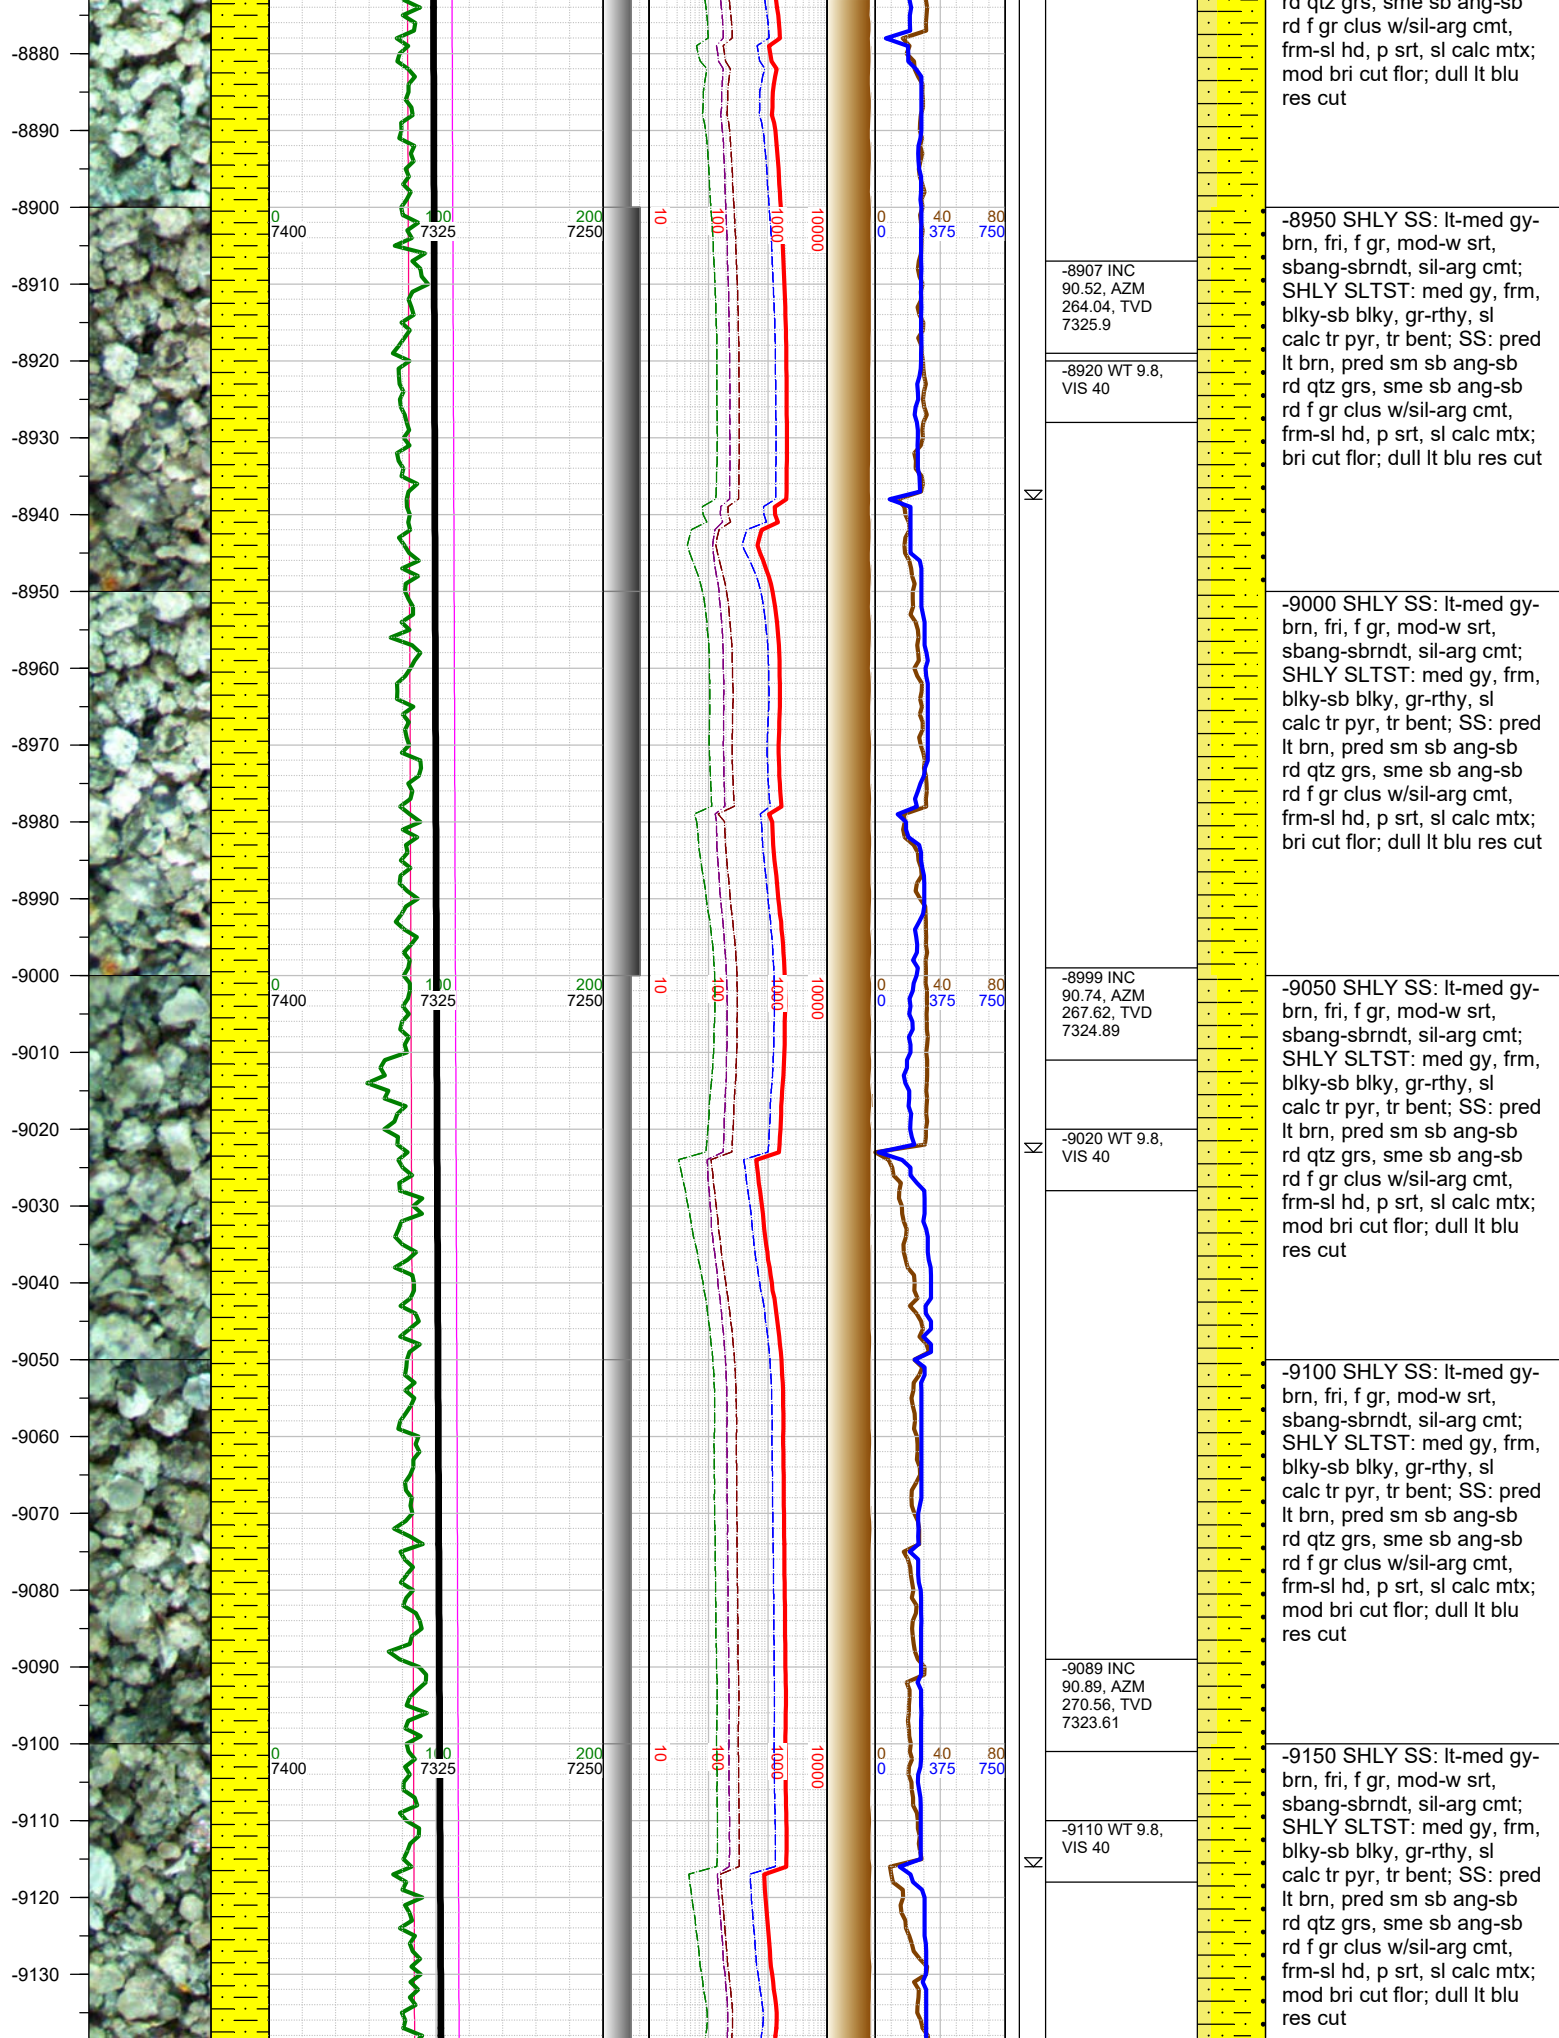 rd qtz grs, sme sb ang-sb
rd f gr clus w/sil-arg cmt,
frm-sl hd, p srt, sl calc mtx;
mod bri cut flor; dull lt blu
res cut
-8880
-8890
-8900
0 100 200
7400 7325 7250
10 100 1000 10000
0 40 80
0 375 750
-8950 SHLY SS: lt-med gy-
brn, fri, f gr, mod-w srt,
sbang-sbrndt, sil-arg cmt;
SHLY SLTST: med gy, frm,
blky-sb blky, gr-rthy, sl
calc tr pyr, tr bent; SS: pred
lt brn, pred sm sb ang-sb
rd qtz grs, sme sb ang-sb
rd f gr clus w/sil-arg cmt,
frm-sl hd, p srt, sl calc mtx;
bri cut flor; dull lt blu res cut
-8907 INC
90.52, AZM
264.04, TVD
7325.9
-8910
-8920
-8920 WT 9.8,
VIS 40
-8930
-8940
-8950
-9000 SHLY SS: lt-med gy-
brn, fri, f gr, mod-w srt,
sbang-sbrndt, sil-arg cmt;
SHLY SLTST: med gy, frm,
blky-sb blky, gr-rthy, sl
calc tr pyr, tr bent; SS: pred
lt brn, pred sm sb ang-sb
rd qtz grs, sme sb ang-sb
rd f gr clus w/sil-arg cmt,
frm-sl hd, p srt, sl calc mtx;
bri cut flor; dull lt blu res cut
-8960
-8970
-8980
-8990
-9000
0 100 200
7400 7325 7250
10 100 1000 10000
0 40 80
0 375 750
-8999 INC
90.74, AZM
267.62, TVD
7324.89
-9050 SHLY SS: lt-med gy-
brn, fri, f gr, mod-w srt,
sbang-sbrndt, sil-arg cmt;
SHLY SLTST: med gy, frm,
blky-sb blky, gr-rthy, sl
calc tr pyr, tr bent; SS: pred
lt brn, pred sm sb ang-sb
rd qtz grs, sme sb ang-sb
rd f gr clus w/sil-arg cmt,
frm-sl hd, p srt, sl calc mtx;
mod bri cut flor; dull lt blu
res cut
-9010
-9020
-9020 WT 9.8,
VIS 40
-9030
-9040
-9050
-9100 SHLY SS: lt-med gy-
brn, fri, f gr, mod-w srt,
sbang-sbrndt, sil-arg cmt;
SHLY SLTST: med gy, frm,
blky-sb blky, gr-rthy, sl
calc tr pyr, tr bent; SS: pred
lt brn, pred sm sb ang-sb
rd qtz grs, sme sb ang-sb
rd f gr clus w/sil-arg cmt,
frm-sl hd, p srt, sl calc mtx;
mod bri cut flor; dull lt blu
res cut
-9060
-9070
-9080
-9090
-9089 INC
90.89, AZM
270.56, TVD
7323.61
-9100
0 100 200
7400 7325 7250
10 100 1000 10000
0 40 80
0 375 750
-9150 SHLY SS: lt-med gy-
brn, fri, f gr, mod-w srt,
sbang-sbrndt, sil-arg cmt;
SHLY SLTST: med gy, frm,
blky-sb blky, gr-rthy, sl
calc tr pyr, tr bent; SS: pred
lt brn, pred sm sb ang-sb
rd qtz grs, sme sb ang-sb
rd f gr clus w/sil-arg cmt,
frm-sl hd, p srt, sl calc mtx;
mod bri cut flor; dull lt blu
res cut
-9110
-9110 WT 9.8,
VIS 40
-9120
-9130